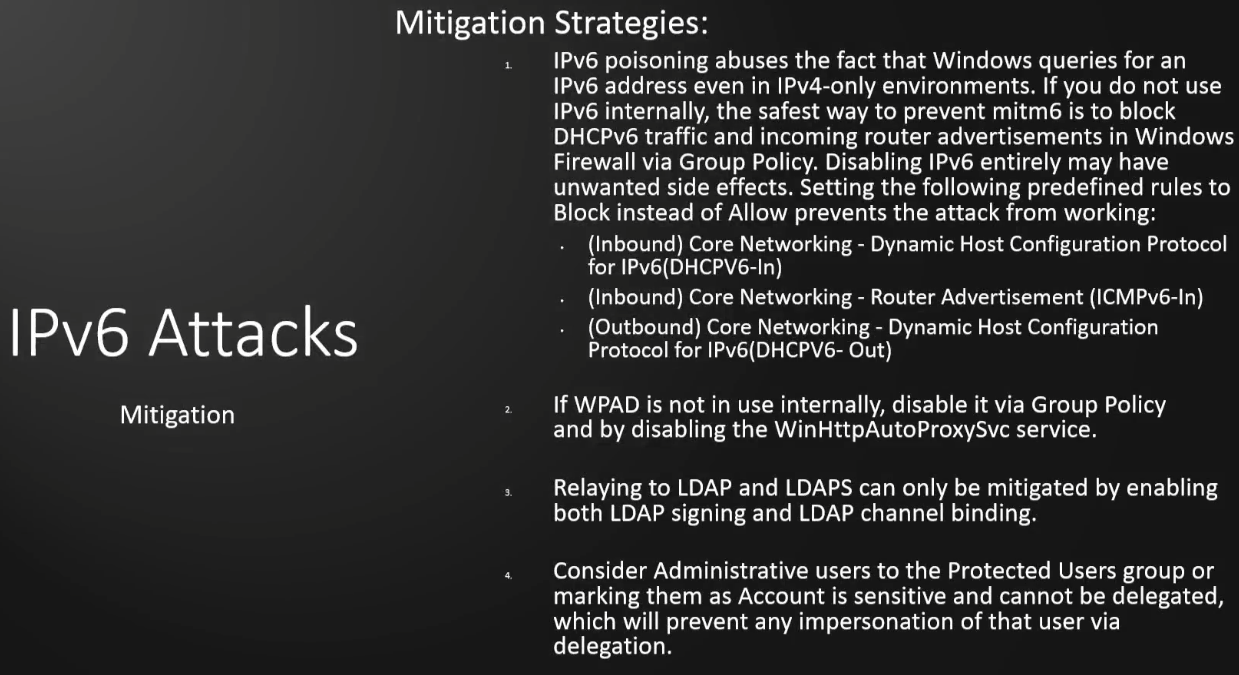 IPv6 Attacks
Mitigation
Mitigation Strategies:
1. IPv6 poisoning abuses the fact that Windows queries for an
IPv6 address even in IPv4-only environments. If you do not use
IPv6 internally, the safest way to prevent mitm6 is to block
DHCPv6 traffic and incoming router advertisements in Windows
Firewall via Group Policy. Disabling IPv6 entirely may have
unwanted side effects. Setting the following predefined rules to
Block instead of Allow prevents the attack from working:
• (Inbound) Core Networking - Dynamic Host Configuration Protocol
for IPv6(DHCPV6-In)
• (Inbound) Core Networking - Router Advertisement (ICMPv6-In)
• (Outbound) Core Networking - Dynamic Host Configuration
Protocol for IPv6(DHCPV6- Out)
2. If WPAD is not in use internally, disable it via Group Policy
and by disabling the WinHttpAutoProxySvc service.
3. Relaying to LDAP and LDAPS can only be mitigated by enabling
both LDAP signing and LDAP channel binding.
4. Consider Administrative users to the Protected Users group or
marking them as Account is sensitive and cannot be delegated,
which will prevent any impersonation of that user via
delegation.